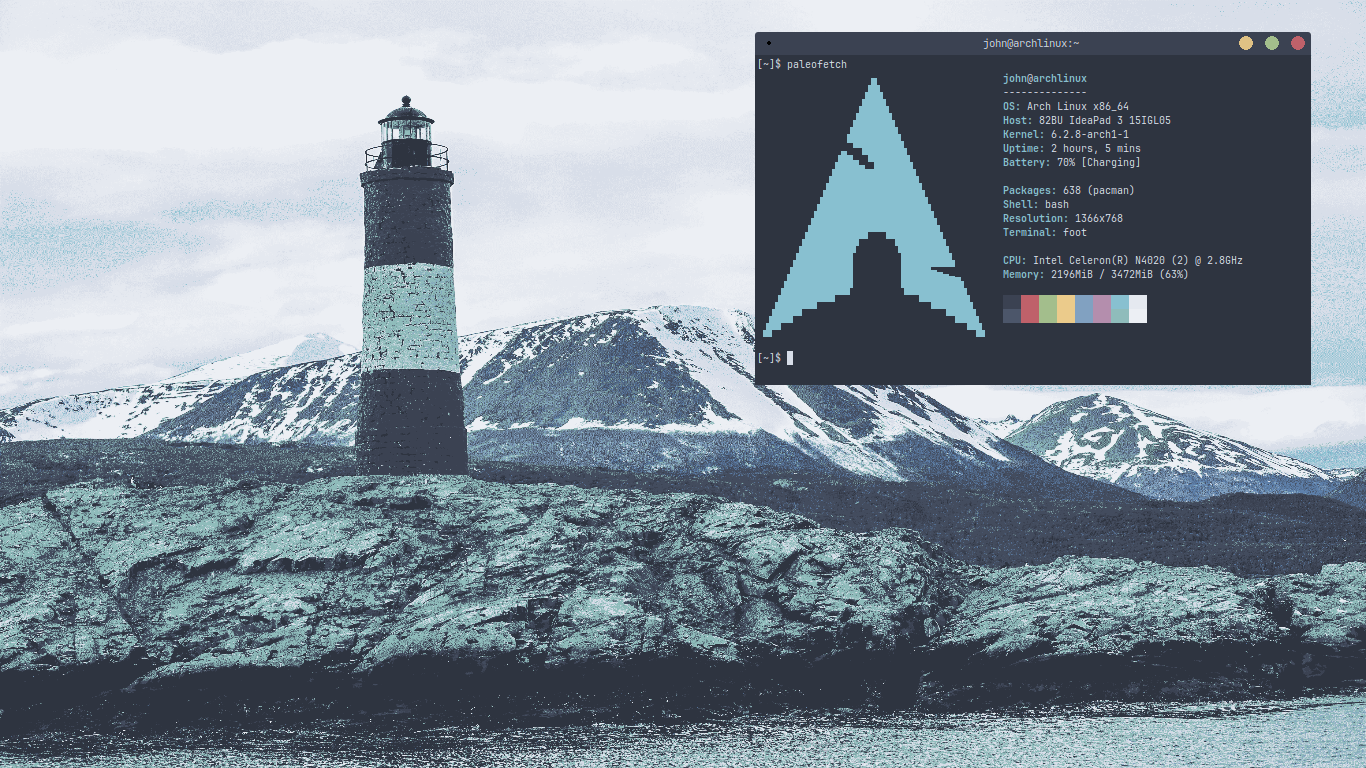 john@archlinux:~
[~]$ paleofetch
john@archlinux
--------------
OS: Arch Linux x86_64
Host: 82BU IdeaPad 3 15IGL05
Kernel: 6.2.8-arch1-1
Uptime: 2 hours, 5 mins
Battery: 70% [Charging]
Packages: 638 (pacman)
Shell: bash
Resolution: 1366x768
Terminal: foot
CPU: Intel Celeron(R) N4020 (2) @ 2.8GHz
Memory: 2196MiB / 3472MiB (63%)
[~]$